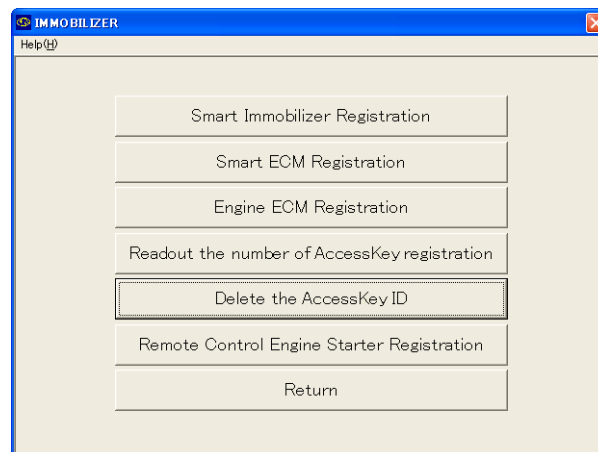 IMMOBILIZER
Help(H)
Smart Immobilizer Registration
Smart ECM Registration
Engine ECM Registration
Readout the number of AccessKey registration
Delete the AccessKey ID
Remote Control Engine Starter Registration
Return